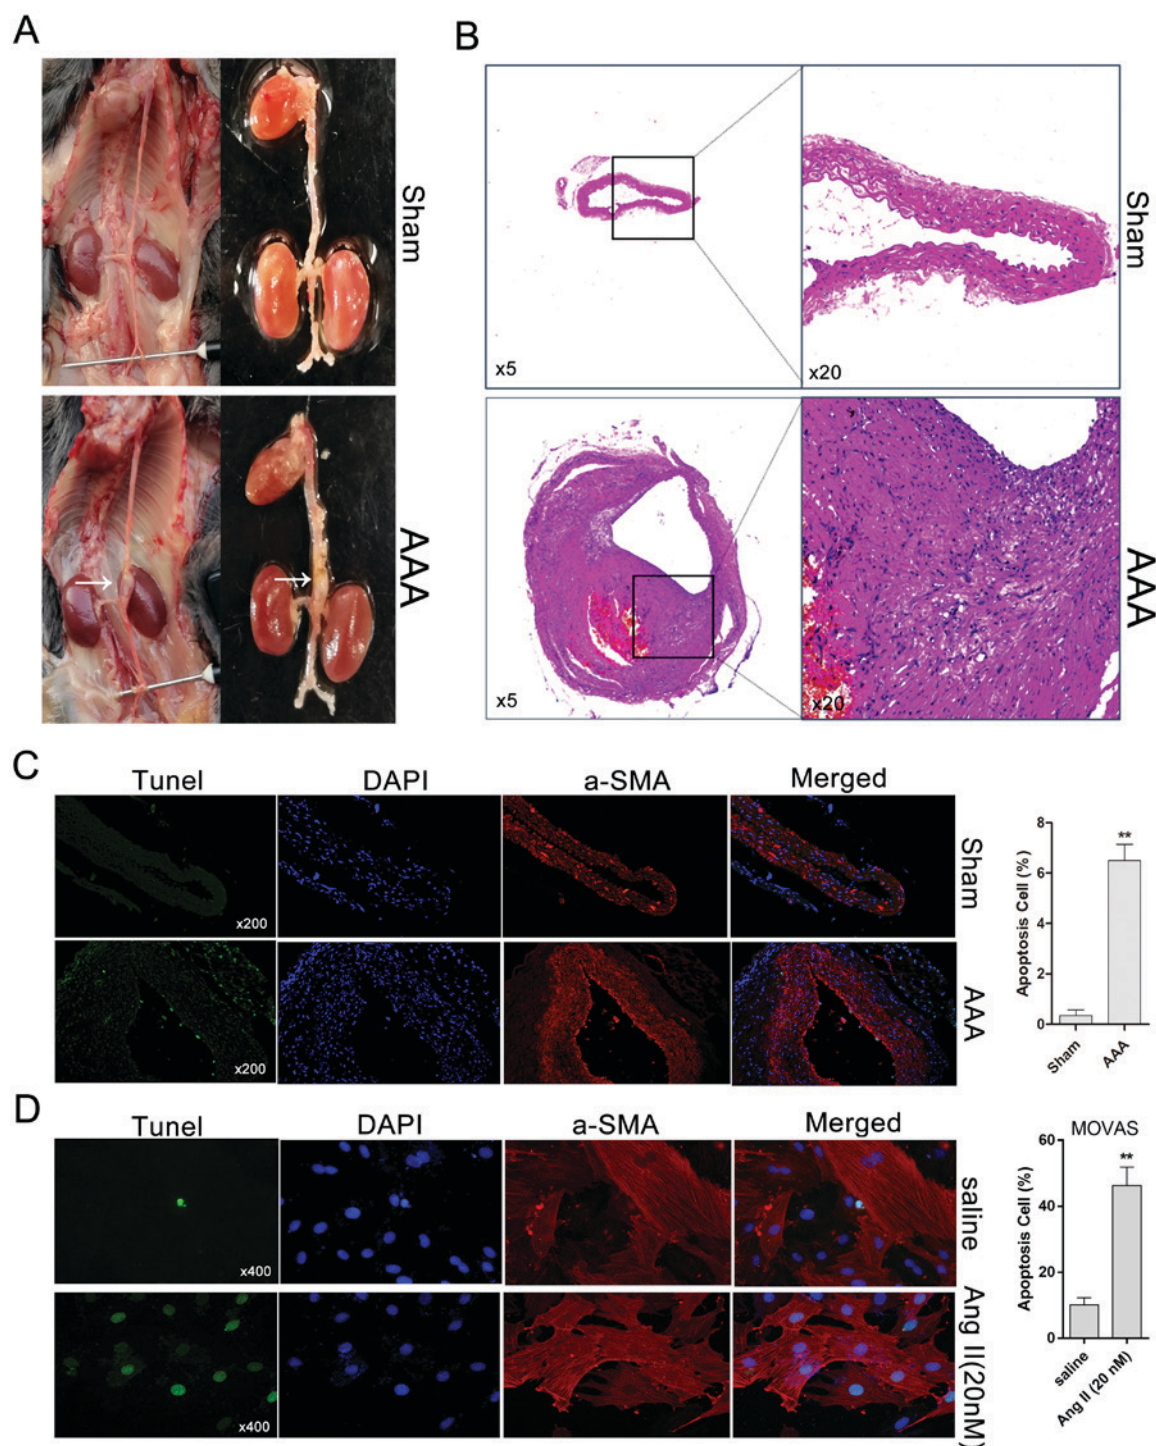 A
Sham
AAA
B
x5
x20
Sham
x5
x20
AAA
C
Tunel
DAPI
a-SMA
Merged
x200
Sham
x200
AAA
8
6
4
2
0
Apoptosis Cell (%)
**
Sham
AAA
D
Tunel
DAPI
a-SMA
Merged
x400
saline
x400
Ang II(20nM)
MOVAS
60
40
20
0
Apoptosis Cell (%)
**
saline
Ang II (20 nM)